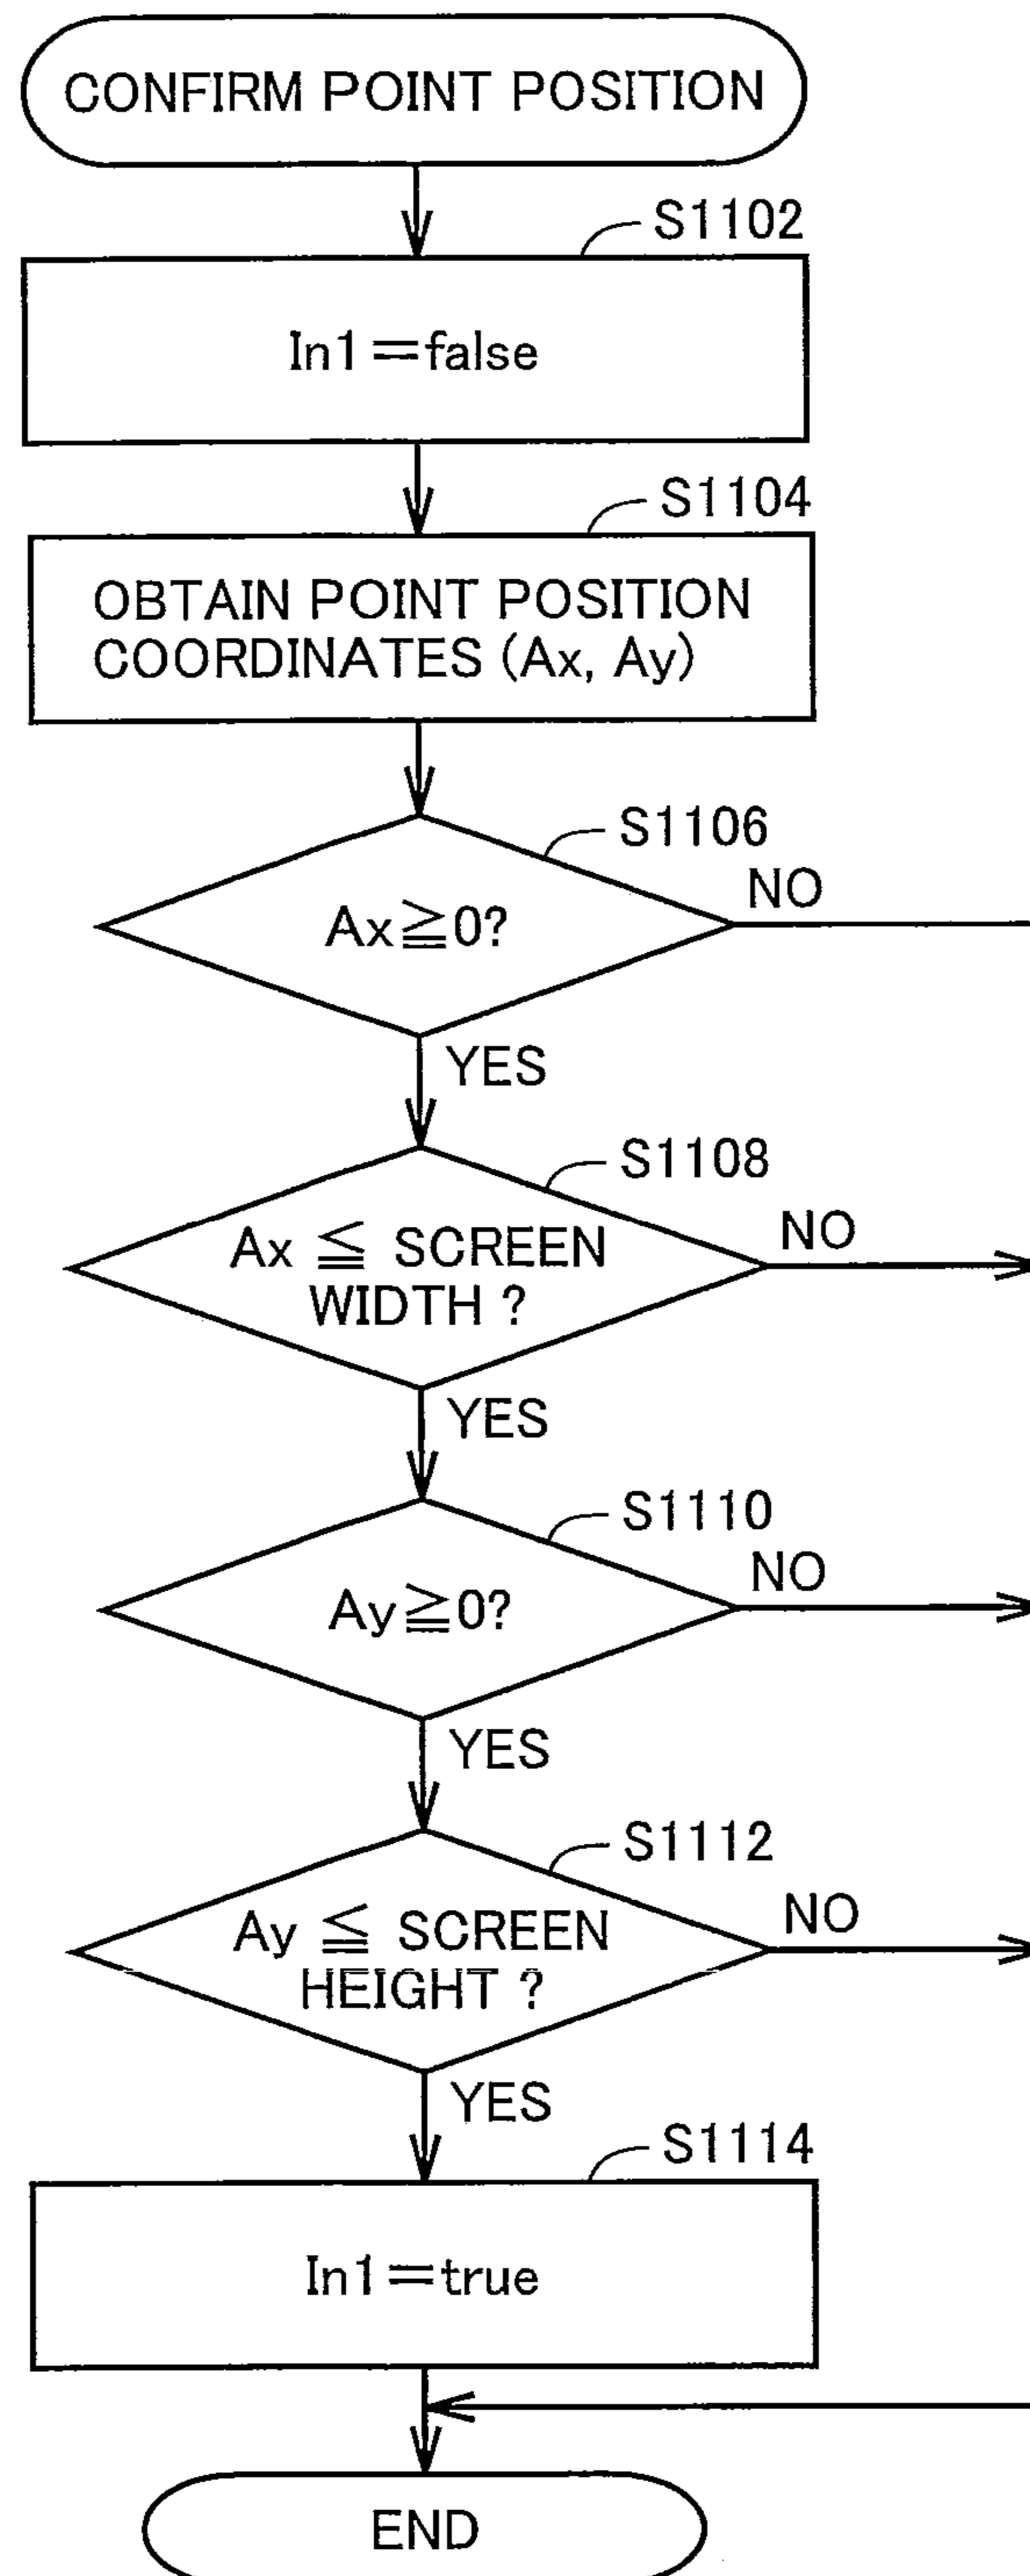 CONFIRM POINT POSITION
S1102
In1=false
S1104
OBTAIN POINT POSITION
COORDINATES (Ax, Ay)
S1106
Ax≧0?
NO
YES
S1108
Ax ≦ SCREEN
WIDTH ?
NO
YES
S1110
Ay≧0?
NO
YES
S1112
Ay ≦ SCREEN
HEIGHT ?
NO
YES
S1114
In1=true
END